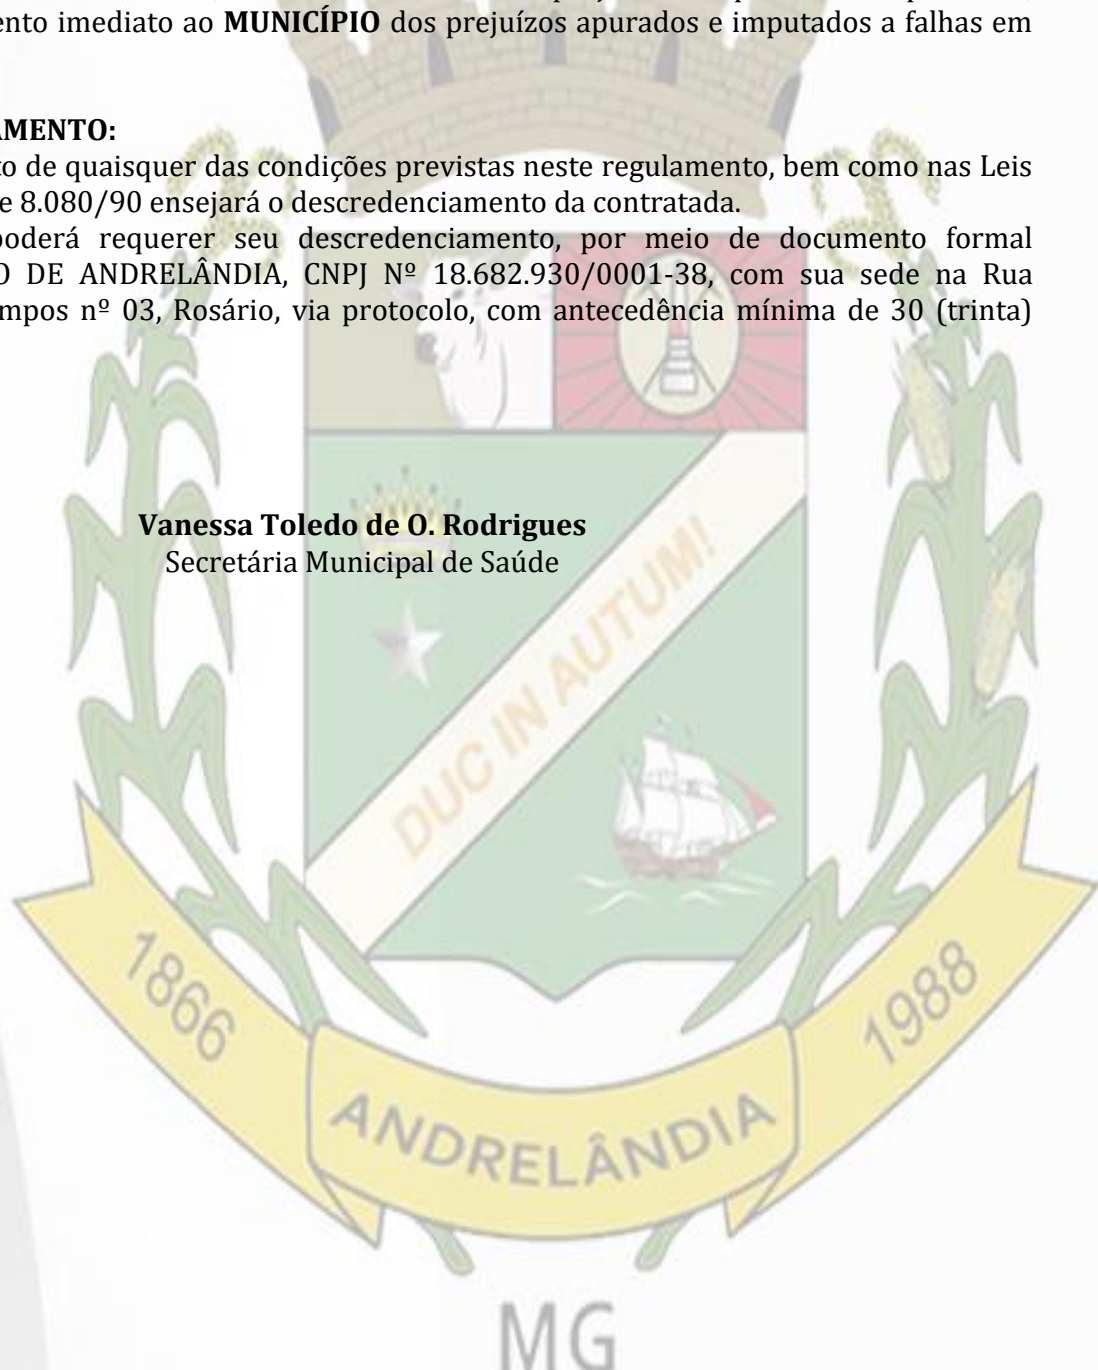 ento imediato ao MUNICÍPIO dos prejuízos apurados e imputados a falhas em
AMENTO:
to de quaisquer das condições previstas neste regulamento, bem como nas Leis
e 8.080/90 ensejará o descredenciamento da contratada.
poderá requerer seu descredenciamento, por meio de documento formal
O DE ANDRELÂNDIA, CNPJ Nº 18.682.930/0001-38, com sua sede na Rua
mpos nº 03, Rosário, via protocolo, com antecedência mínima de 30 (trinta)
Vanessa Toledo de O. Rodrigues
Secretária Municipal de Saúde
DUC IN AUTUM!
1866
ANDRELÂNDIA
1988
MG